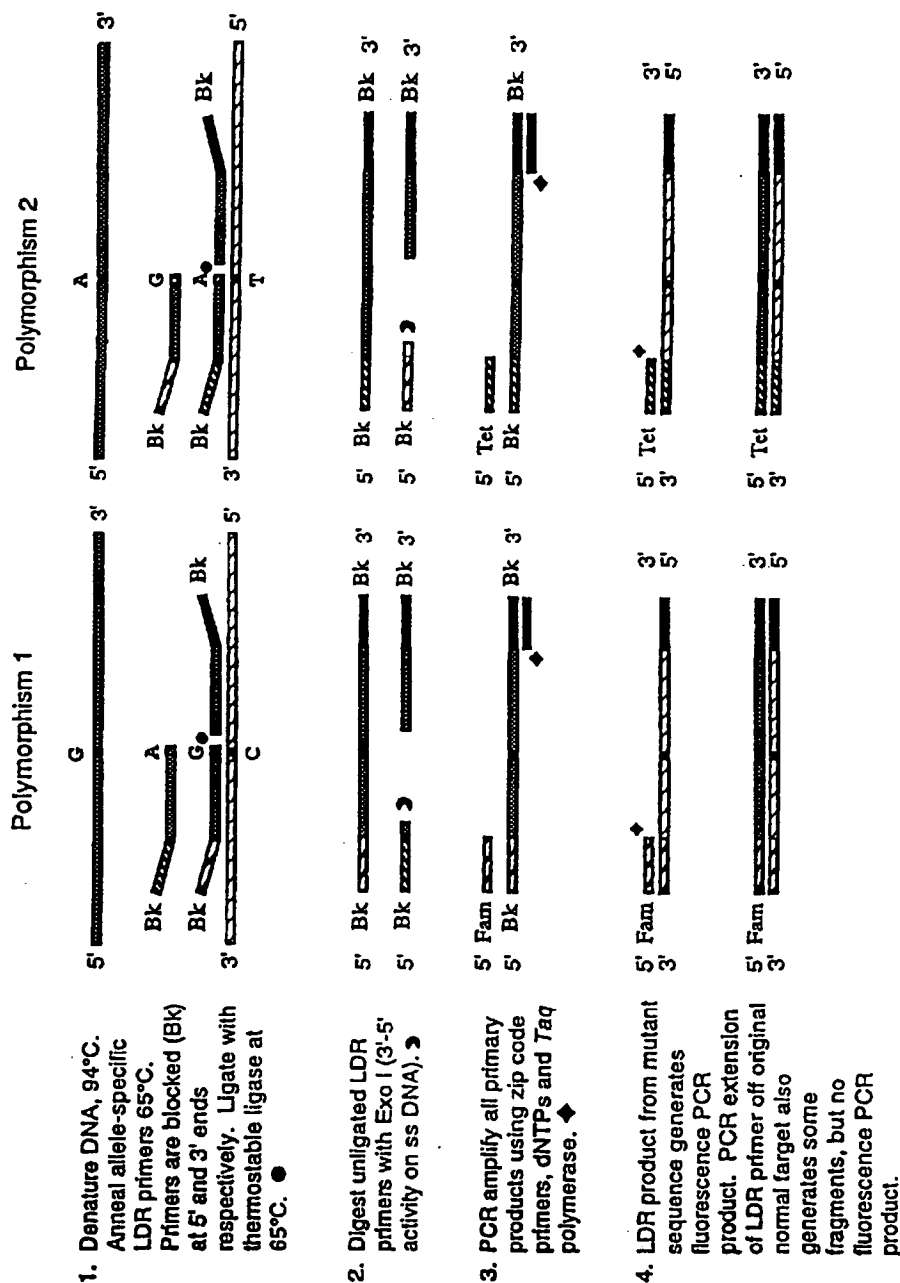 Polymorphism 1
Polymorphism 2
1. Denature DNA, 94°C.
Anneal allele-specific
LDR primers 65°C.
Primers are blocked (Bk)
at 5' and 3' ends
respectively. Ligate with
thermostable ligase at
65°C.
5' G 3'
Bk A
Bk G Bk
3' C 5'
5' A 3'
Bk G
Bk A Bk
3' T 5'
2. Digest unligated LDR
primers with Exo I (3'-5'
activity on ss DNA).
5' Bk Bk 3'
5' Bk Bk 3'
5' Bk Bk 3'
5' Bk Bk 3'
3. PCR amplify all primary
products using zip code
primers, dNTPs and Taq
polymerase.
5' Fam
5' Bk Bk 3'
5' Tet
5' Bk Bk 3'
4. LDR product from mutant
sequence generates
fluorescence PCR
product. PCR extension
of LDR primer off original
normal farget also
generates some
fragments, but no
fluorescence PCR
product.
5' Fam 3'
3' 5'
5' Fam 3'
3' 5'
5' Tet 3'
3' 5'
5' Tet 3'
3' 5'